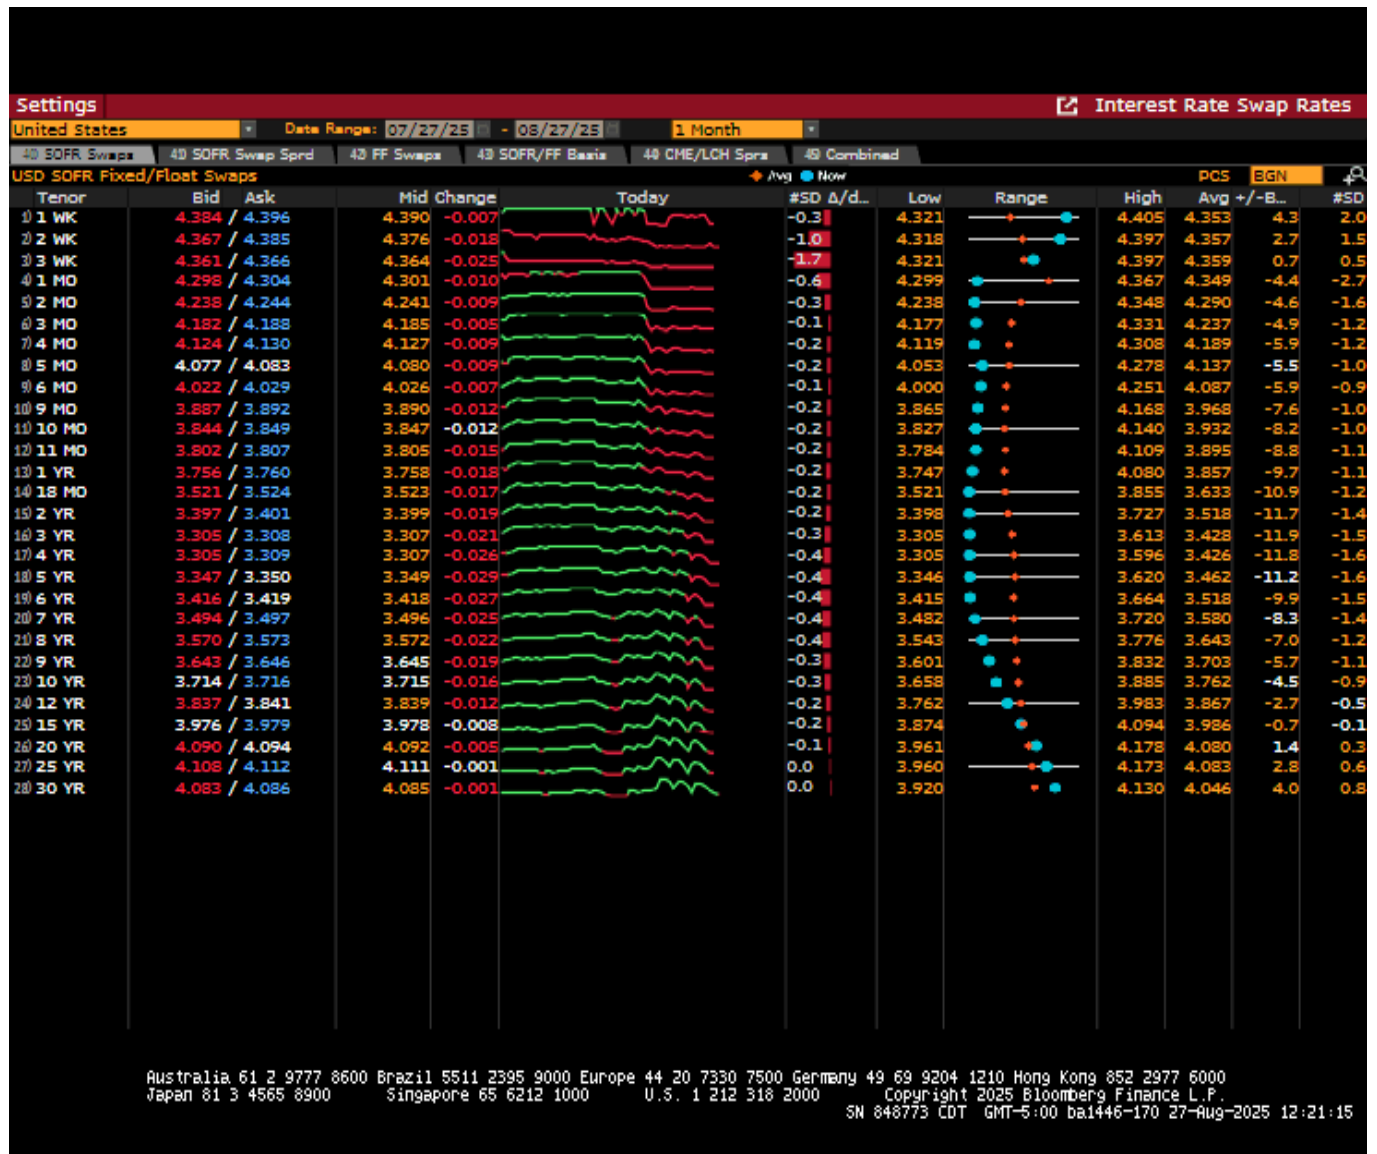 Settings Interest Rate Swap Rates
United States Date Range: 07/27/25 - 08/27/25 1 Month
40) SOFR Swaps 41) SOFR Swap Sprd 42) FF Swaps 43) SOFR/FF Basis 44) CME/LCH Sprs 45) Combined
USD SOFR Fixed/Float Swaps Avg Now PCS BGN
Tenor Bid Ask Mid Change Today #SD Δ/d... Low Range High Avg +/-B... #SD
1) 1 WK 4.384 / 4.396 4.390 -0.007 -0.3 4.321 4.405 4.353 4.3 2.0
2) 2 WK 4.367 / 4.385 4.376 -0.018 -1.0 4.318 4.397 4.357 2.7 1.5
3) 3 WK 4.361 / 4.366 4.364 -0.025 -1.7 4.321 4.397 4.359 0.7 0.5
4) 1 MO 4.298 / 4.304 4.301 -0.010 -0.6 4.299 4.367 4.349 -4.4 -2.7
5) 2 MO 4.238 / 4.244 4.241 -0.009 -0.3 4.238 4.348 4.290 -4.6 -1.6
6) 3 MO 4.182 / 4.188 4.185 -0.005 -0.1 4.177 4.331 4.237 -4.9 -1.2
7) 4 MO 4.124 / 4.130 4.127 -0.009 -0.2 4.119 4.308 4.189 -5.9 -1.2
8) 5 MO 4.077 / 4.083 4.080 -0.009 -0.2 4.053 4.278 4.137 -5.5 -1.0
9) 6 MO 4.022 / 4.029 4.026 -0.007 -0.1 4.000 4.251 4.087 -5.9 -0.9
10) 9 MO 3.887 / 3.892 3.890 -0.012 -0.2 3.865 4.168 3.968 -7.6 -1.0
11) 10 MO 3.844 / 3.849 3.847 -0.012 -0.2 3.827 4.140 3.932 -8.2 -1.0
12) 11 MO 3.802 / 3.807 3.805 -0.015 -0.2 3.784 4.109 3.895 -8.8 -1.1
13) 1 YR 3.756 / 3.760 3.758 -0.018 -0.2 3.747 4.080 3.857 -9.7 -1.1
14) 18 MO 3.521 / 3.524 3.523 -0.017 -0.2 3.521 3.855 3.633 -10.9 -1.2
15) 2 YR 3.397 / 3.401 3.399 -0.019 -0.2 3.398 3.727 3.518 -11.7 -1.4
16) 3 YR 3.305 / 3.308 3.307 -0.021 -0.3 3.305 3.613 3.428 -11.9 -1.5
17) 4 YR 3.305 / 3.309 3.307 -0.026 -0.4 3.305 3.596 3.426 -11.8 -1.6
18) 5 YR 3.347 / 3.350 3.349 -0.029 -0.4 3.346 3.620 3.462 -11.2 -1.6
19) 6 YR 3.416 / 3.419 3.418 -0.027 -0.4 3.415 3.664 3.518 -9.9 -1.5
20) 7 YR 3.494 / 3.497 3.496 -0.025 -0.4 3.482 3.720 3.580 -8.3 -1.4
21) 8 YR 3.570 / 3.573 3.572 -0.022 -0.4 3.543 3.776 3.643 -7.0 -1.2
22) 9 YR 3.643 / 3.646 3.645 -0.019 -0.3 3.601 3.832 3.703 -5.7 -1.1
23) 10 YR 3.714 / 3.716 3.715 -0.016 -0.3 3.658 3.885 3.762 -4.5 -0.9
24) 12 YR 3.837 / 3.841 3.839 -0.012 -0.2 3.762 3.983 3.867 -2.7 -0.5
25) 15 YR 3.976 / 3.979 3.978 -0.008 -0.2 3.874 4.094 3.986 -0.7 -0.1
26) 20 YR 4.090 / 4.094 4.092 -0.005 -0.1 3.961 4.178 4.080 1.4 0.3
27) 25 YR 4.108 / 4.112 4.111 -0.001 0.0 3.960 4.173 4.083 2.8 0.6
28) 30 YR 4.083 / 4.086 4.085 -0.001 0.0 3.920 4.130 4.046 4.0 0.8
Australia 61 2 9777 8600 Brazil 5511 2395 9000 Europe 44 20 7330 7500 Germany 49 69 9204 1210 Hong Kong 852 2977 6000
Japan 81 3 4565 8900 Singapore 65 6212 1000 U.S. 1 212 318 2000 Copyright 2025 Bloomberg Finance L.P.
SN 848773 CDT GMT-5:00 ba1446-170 27-Aug-2025 12:21:15